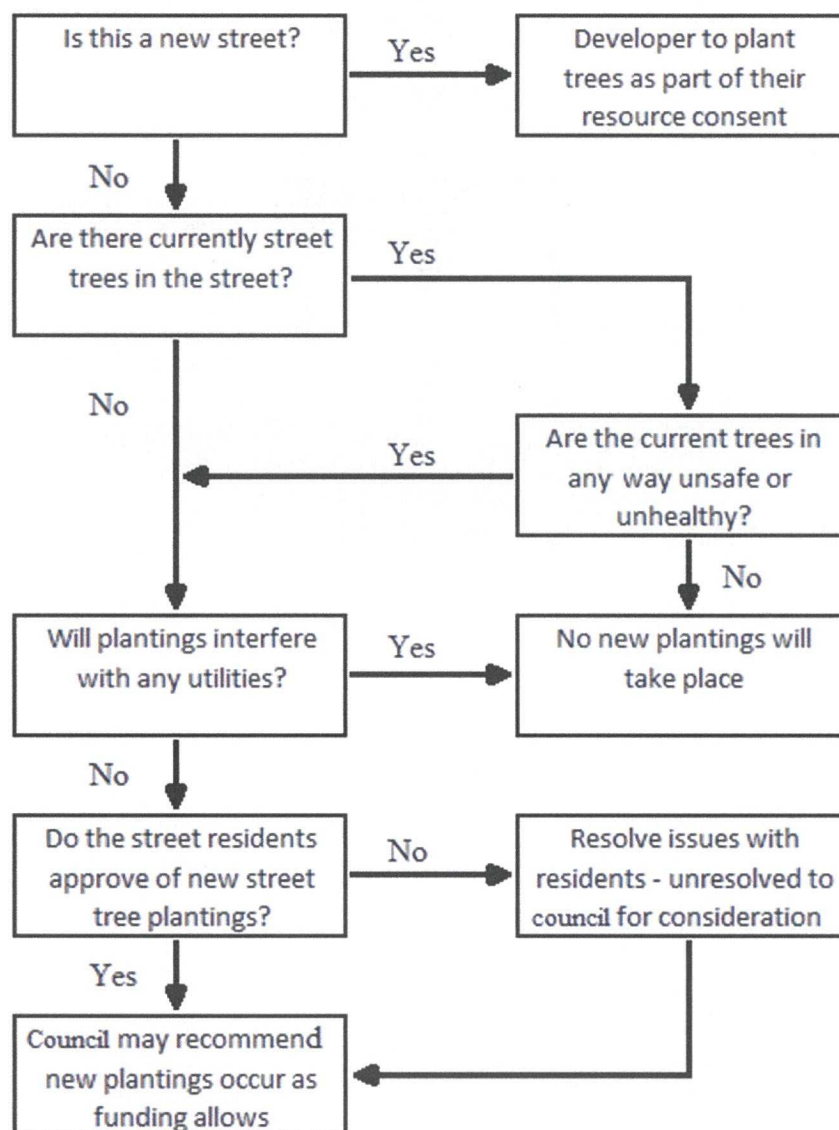 Is this a new street?
Yes
Developer to plant
trees as part of their
resource consent
No
Are there currently street
trees in the street?
Yes
No
Are the current trees in
any way unsafe or
unhealthy?
Yes
No
Will plantings interfere
with any utilities?
Yes
No new plantings will
take place
No
Do the street residents
approve of new street
tree plantings?
No
Resolve issues with
residents - unresolved to
council for consideration
Yes
Council may recommend
new plantings occur as
funding allows